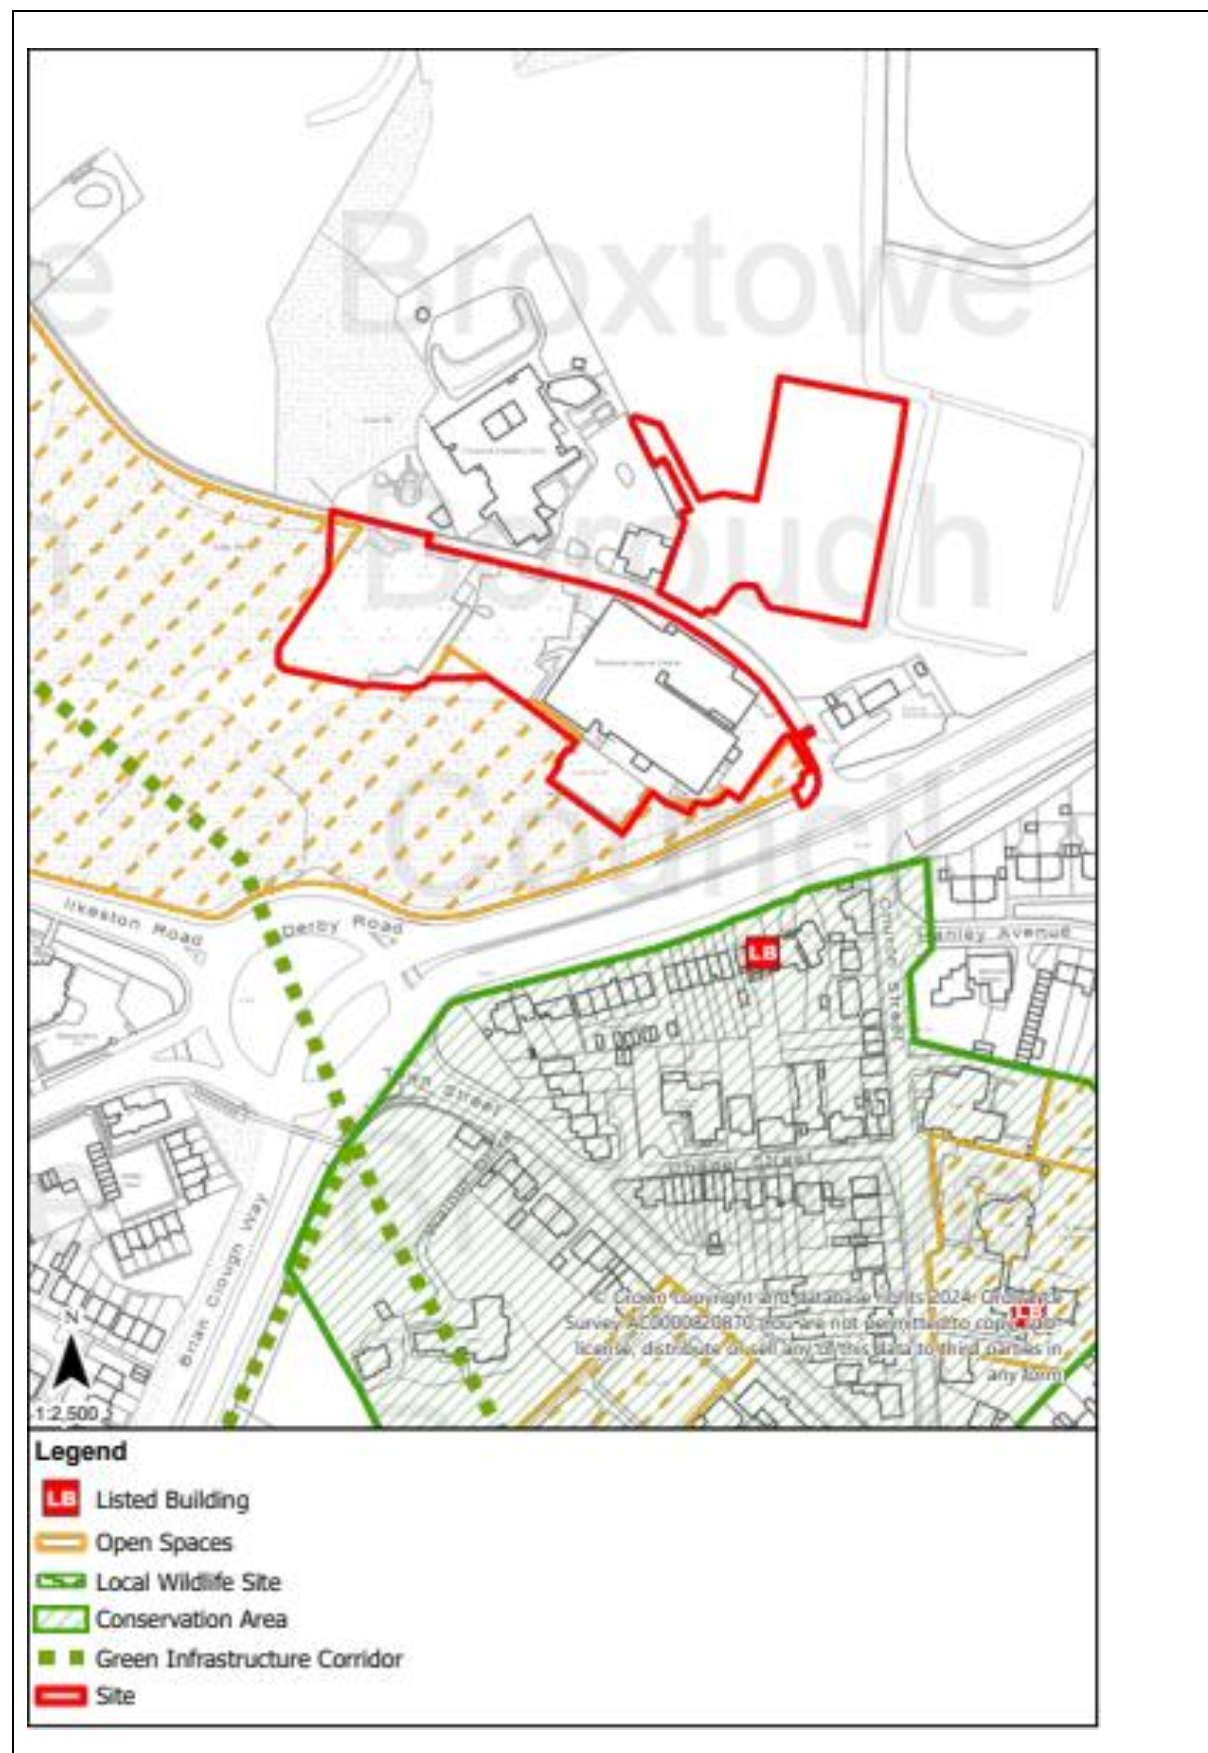 Broxtowe
Borough
Council
Ilkeston Road
Derby Road
Hanley Avenue
Church Street
Town Street
Brian Clough Way
© Crown copyright and database rights 2024. Ordnance
Survey AC0000820870. You are not permitted to copy, sub-
license, distribute or sell any of this data to third parties in
any form
LB
LB
N
1:2,500
Legend
LB Listed Building
Open Spaces
Local Wildlife Site
Conservation Area
Green Infrastructure Corridor
Site